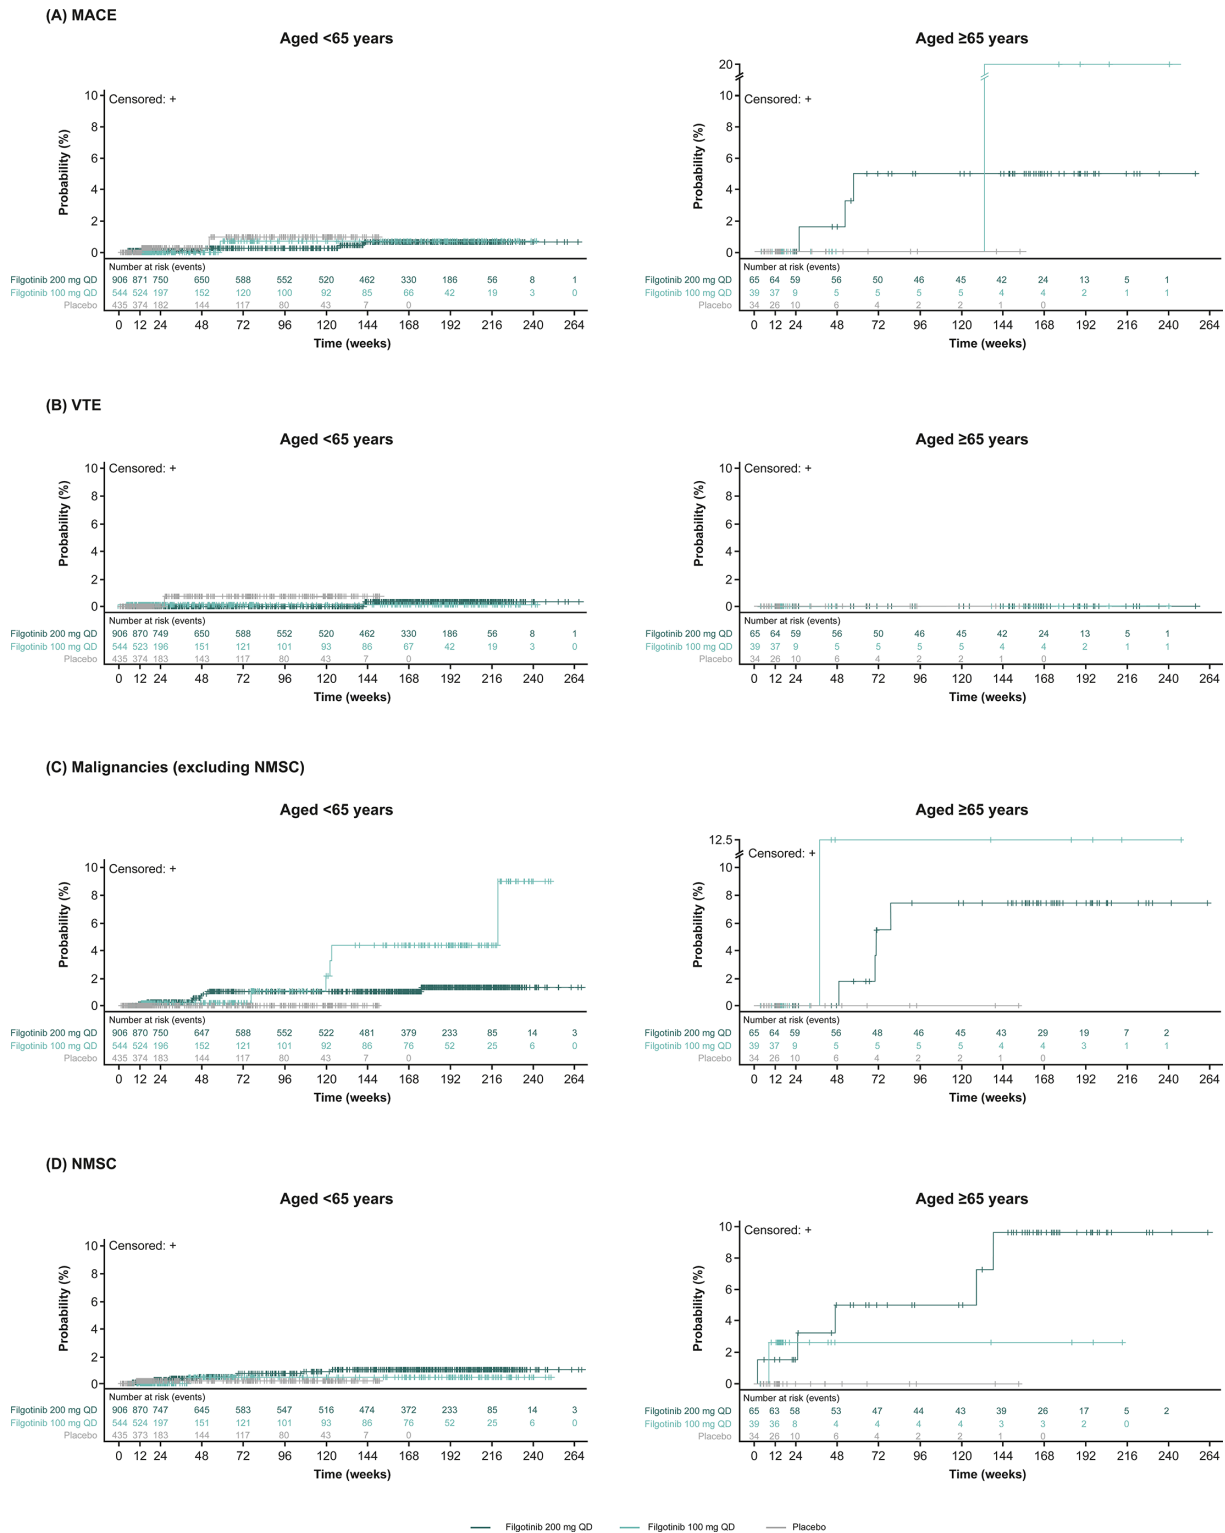 (A) MACE
Aged <65 years
Probability (%)
10
8
6
4
2
0
Censored: +
Number at risk (events)
Filgotinib 200 mg QD 906 871 750 650 588 552 520 462 330 186 56 8 1
Filgotinib 100 mg QD 544 524 197 152 120 100 92 85 66 42 19 3 0
Placebo 435 374 182 144 117 80 43 7 0
0 12 24 48 72 96 120 144 168 192 216 240 264
Time (weeks)
Aged ≥65 years
Probability (%)
20
10
8
6
4
2
0
Censored: +
Number at risk (events)
Filgotinib 200 mg QD 65 64 59 56 50 46 45 42 24 13 5 1
Filgotinib 100 mg QD 39 37 9 5 5 5 5 4 4 2 1 1
Placebo 34 26 10 6 4 2 2 1 0
0 12 24 48 72 96 120 144 168 192 216 240 264
Time (weeks)
(B) VTE
Aged <65 years
Probability (%)
10
8
6
4
2
0
Censored: +
Number at risk (events)
Filgotinib 200 mg QD 906 870 749 650 588 552 520 462 330 186 56 8 1
Filgotinib 100 mg QD 544 523 196 151 121 101 93 86 67 42 19 3 0
Placebo 435 374 183 143 117 80 43 7 0
0 12 24 48 72 96 120 144 168 192 216 240 264
Time (weeks)
Aged ≥65 years
Probability (%)
10
8
6
4
2
0
Censored: +
Number at risk (events)
Filgotinib 200 mg QD 65 64 59 56 50 46 45 42 24 13 5 1
Filgotinib 100 mg QD 39 37 9 5 5 5 5 4 4 2 1 1
Placebo 34 26 10 6 4 2 2 1 0
0 12 24 48 72 96 120 144 168 192 216 240 264
Time (weeks)
(C) Malignancies (excluding NMSC)
Aged <65 years
Probability (%)
10
8
6
4
2
0
Censored: +
Number at risk (events)
Filgotinib 200 mg QD 906 870 750 647 588 552 522 481 379 233 85 14 3
Filgotinib 100 mg QD 544 524 196 152 121 101 92 86 76 52 25 6 0
Placebo 435 374 183 144 117 80 43 7 0
0 12 24 48 72 96 120 144 168 192 216 240 264
Time (weeks)
Aged ≥65 years
Probability (%)
12.5
10
8
6
4
2
0
Censored: +
Number at risk (events)
Filgotinib 200 mg QD 65 64 59 56 48 46 45 43 29 19 7 2
Filgotinib 100 mg QD 39 37 9 5 5 5 5 4 4 3 1 1
Placebo 34 26 10 6 4 2 2 1 0
0 12 24 48 72 96 120 144 168 192 216 240 264
Time (weeks)
(D) NMSC
Aged <65 years
Probability (%)
10
8
6
4
2
0
Censored: +
Number at risk (events)
Filgotinib 200 mg QD 906 870 747 645 583 547 516 474 372 233 85 14 3
Filgotinib 100 mg QD 544 524 197 151 121 101 93 86 76 52 25 6 0
Placebo 435 373 183 144 117 80 43 7 0
0 12 24 48 72 96 120 144 168 192 216 240 264
Time (weeks)
Aged ≥65 years
Probability (%)
10
8
6
4
2
0
Censored: +
Number at risk (events)
Filgotinib 200 mg QD 65 63 58 53 47 44 43 39 26 17 5 2
Filgotinib 100 mg QD 39 36 8 4 4 4 4 3 3 2 0
Placebo 34 26 10 6 4 2 2 1 0
0 12 24 48 72 96 120 144 168 192 216 240 264
Time (weeks)
Filgotinib 200 mg QD Filgotinib 100 mg QD Placebo